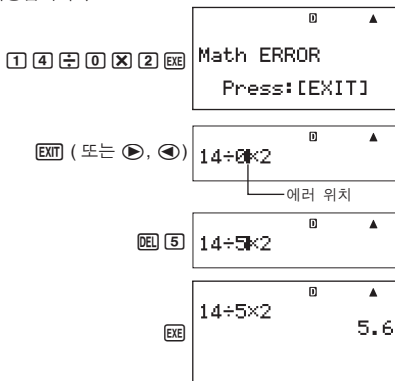 D ▲
Math ERROR
1 4 ÷ 0 × 2 EXE
Press:[EXIT]
D ▲
EXIT ( 또는 ▶, ◀) 14÷0×2
에러 위치
D ▲
DEL 5 14÷5×2
D ▲
14÷5×2
5.6
EXE